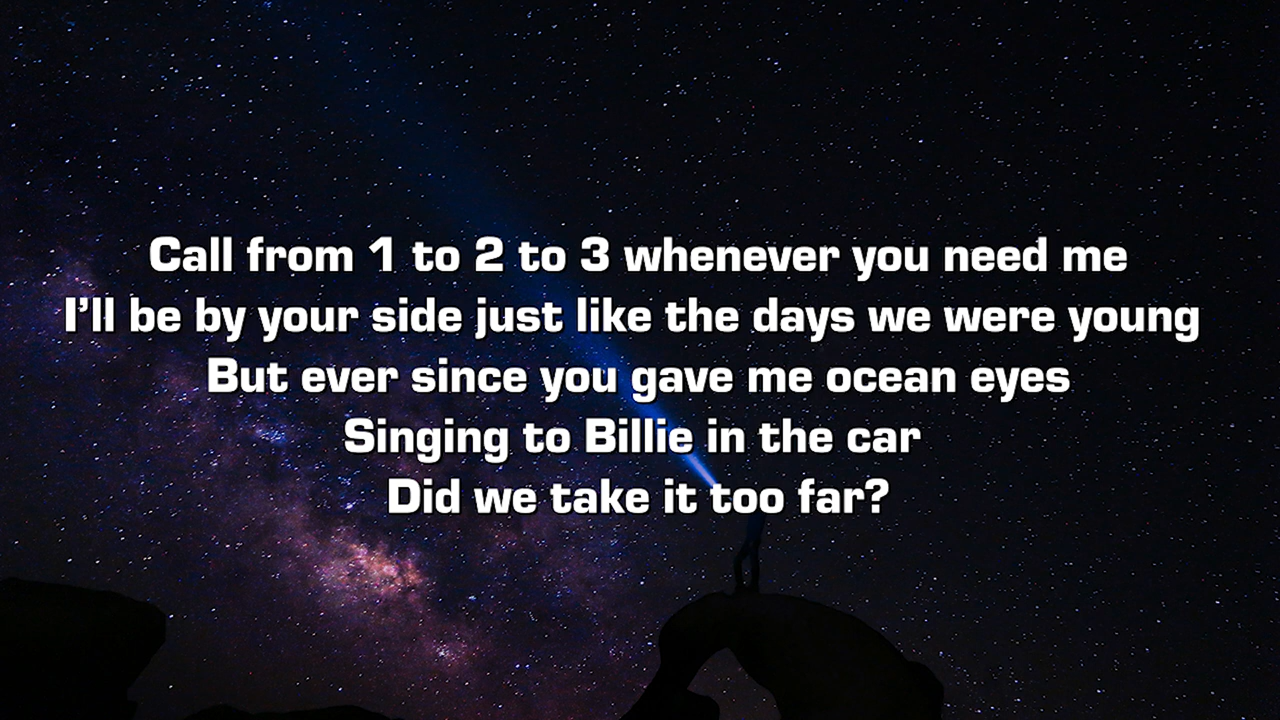 Call from 1 to 2 to 3 whenever you need me
I’ll be by your side just like the days we were young
But ever since you gave me ocean eyes
Singing to Billie in the car
Did we take it too far?